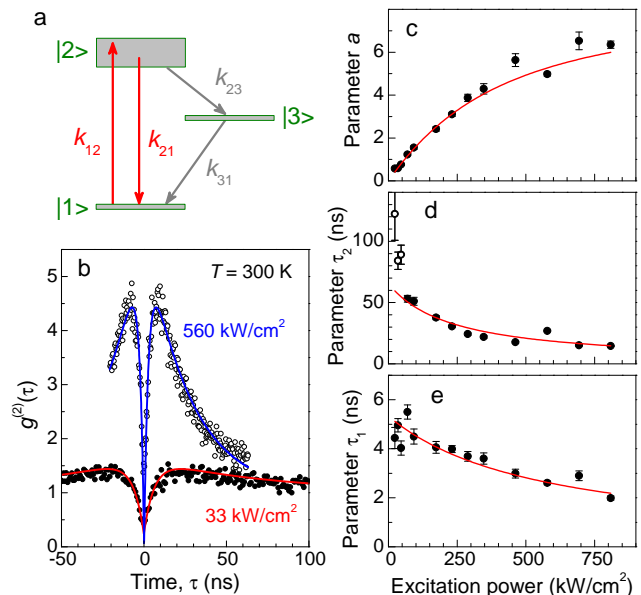 a
|2>
k23
|3>
k12
k21
k31
|1>
b
T = 300 K
5
4
3
2
1
0
g(2)(τ)
560 kW/cm2
33 kW/cm2
-50
0
50
100
Time, τ (ns)
c
6
4
2
0
Parameter a
d
100
50
0
Parameter τ2 (ns)
e
6
4
2
0
Parameter τ1 (ns)
0
250
500
750
1000
Excitation power (kW/cm2)